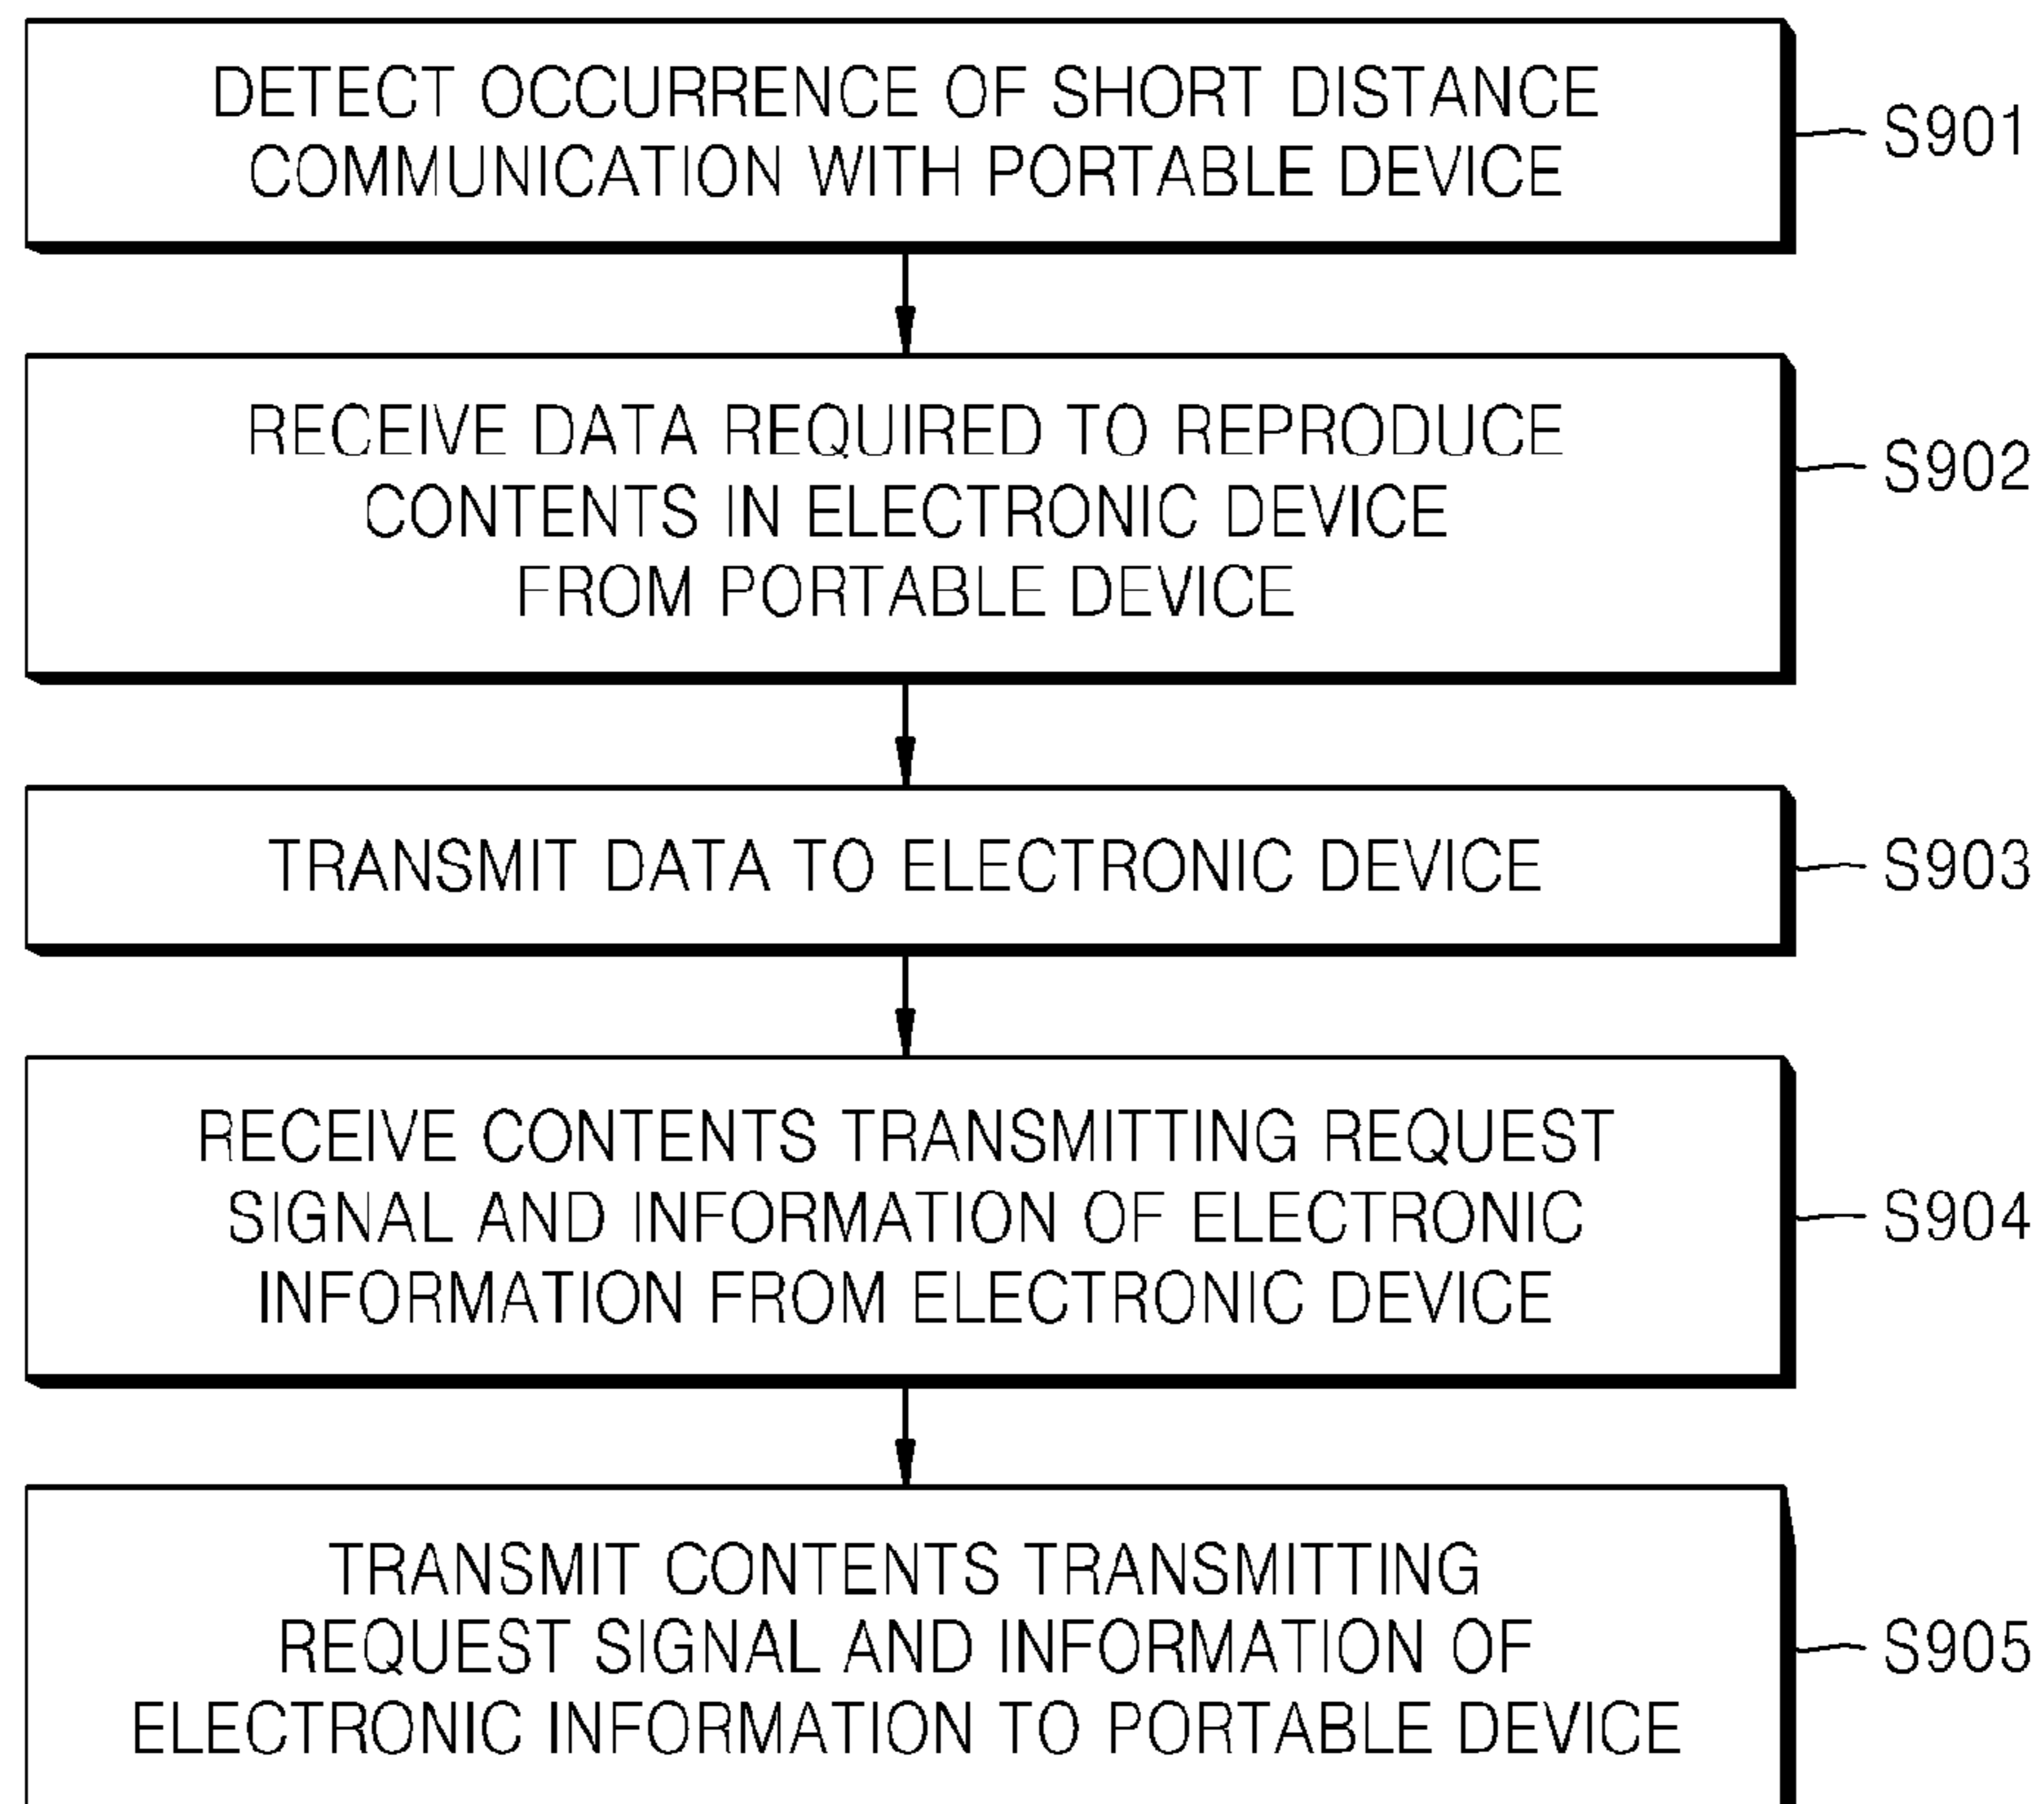 DETECT OCCURRENCE OF SHORT DISTANCE
COMMUNICATION WITH PORTABLE DEVICE
S901
RECEIVE DATA REQUIRED TO REPRODUCE
CONTENTS IN ELECTRONIC DEVICE
FROM PORTABLE DEVICE
S902
TRANSMIT DATA TO ELECTRONIC DEVICE
S903
RECEIVE CONTENTS TRANSMITTING REQUEST
SIGNAL AND INFORMATION OF ELECTRONIC
INFORMATION FROM ELECTRONIC DEVICE
S904
TRANSMIT CONTENTS TRANSMITTING
REQUEST SIGNAL AND INFORMATION OF
ELECTRONIC INFORMATION TO PORTABLE DEVICE
S905